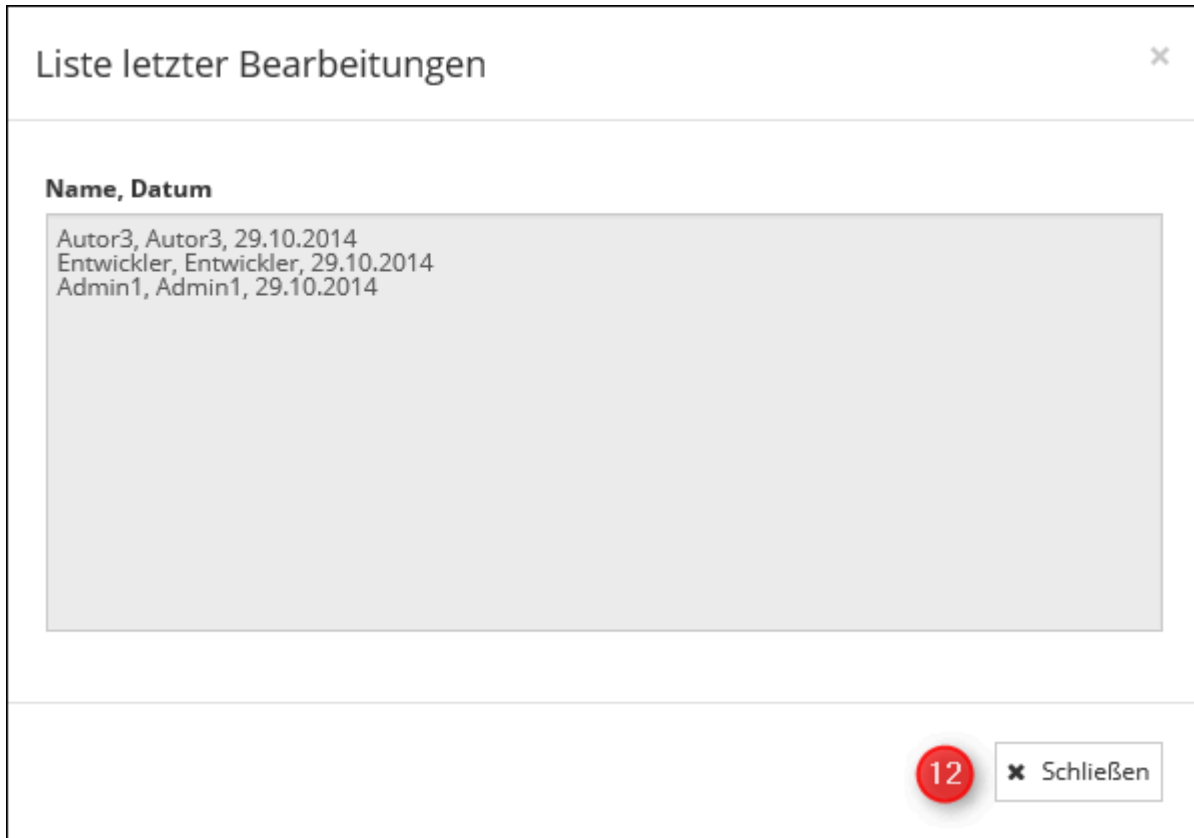 Liste letzter Bearbeitungen
×
Name, Datum
Autor3, Autor3, 29.10.2014
Entwickler, Entwickler, 29.10.2014
Admin1, Admin1, 29.10.2014
12
✖ Schließen